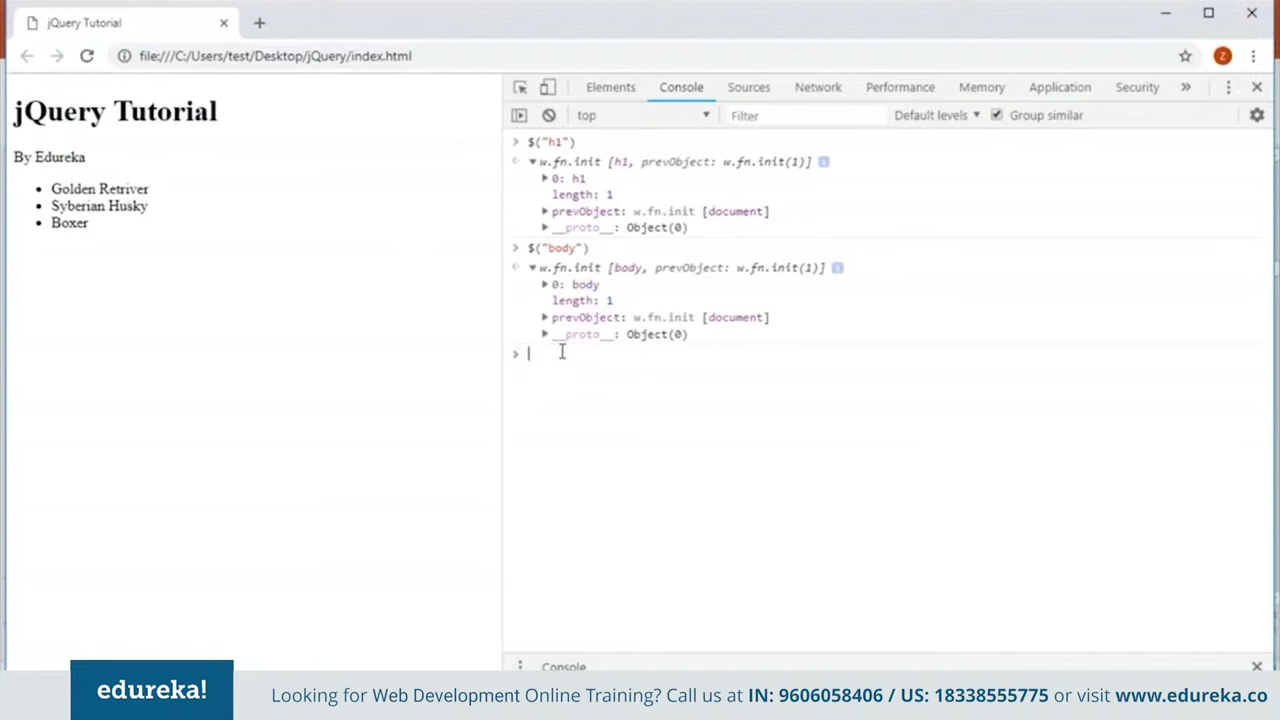 jQuery Tutorial
file:///C:/Users/test/Desktop/jQuery/index.html
Z
jQuery Tutorial
By Edureka
Golden Retriver
Syberian Husky
Boxer
Elements Console Sources Network Performance Memory Application Security »
top Filter Default levels Group similar
> $("h1")
w.fn.init [h1, prevObject: w.fn.init(1)] i
0: h1
length: 1
prevObject: w.fn.init [document]
__proto__: Object(0)
> $("body")
w.fn.init [body, prevObject: w.fn.init(1)] i
0: body
length: 1
prevObject: w.fn.init [document]
__proto__: Object(0)
>
Console
edureka!
Looking for Web Development Online Training? Call us at IN: 9606058406 / US: 18338555775 or visit www.edureka.co